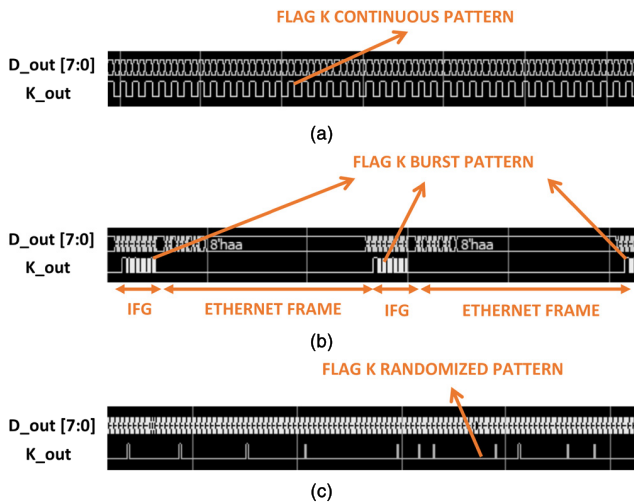 FLAG K CONTINUOUS PATTERN
D_out [7:0]
K_out
(a)
FLAG K BURST PATTERN
D_out [7:0] 8'haa 8'haa
K_out
IFG ETHERNET FRAME IFG ETHERNET FRAME
(b)
FLAG K RANDOMIZED PATTERN
D_out [7:0]
K_out
(c)